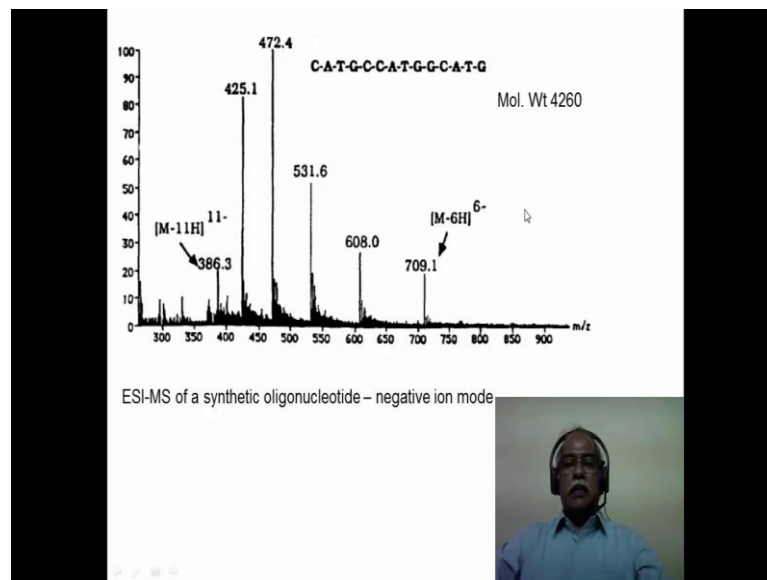 472.4
C-A-T-G-C-C-A-T-G-G-C-A-T-G
Mol. Wt 4260
425.1
531.6
[M-11H] 11-
[M-6H] 6-
386.3
608.0
709.1
100
90
80
70
60
50
40
30
20
10
0
300 350 400 450 500 550 600 650 700 750 800 850 900 m/z
ESI-MS of a synthetic oligonucleotide – negative ion mode